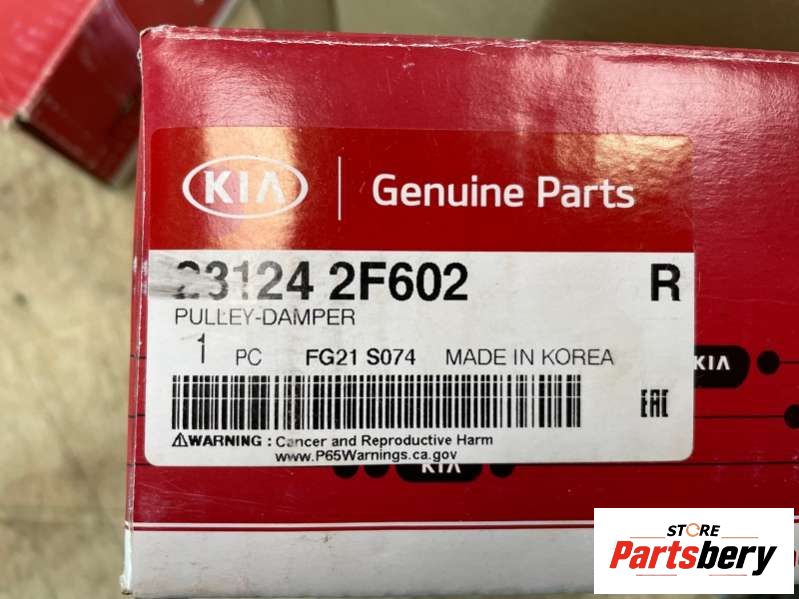 KIA Genuine Parts
23124 2F602 R
PULLEY-DAMPER
1 PC FG21 S074 MADE IN KOREA
KIA
EAC
WARNING : Cancer and Reproductive Harm
www.P65Warnings.ca.gov
KIA
STORE
Partsbery